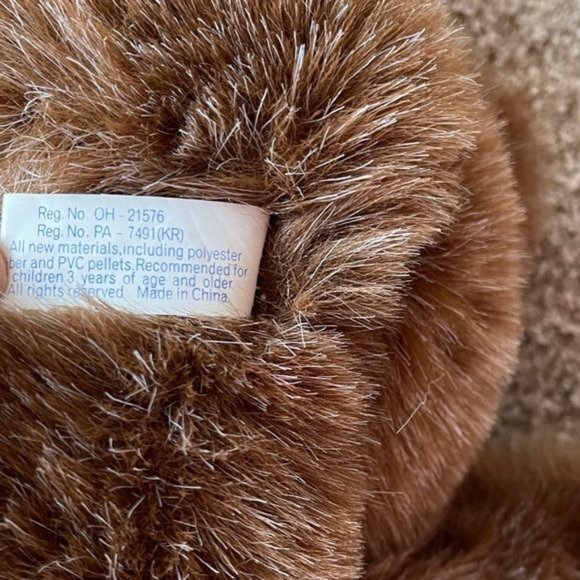 Reg. No. OH - 21576
Reg. No. PA - 7491(KR)
All new materials, including polyester
ber and PVC pellets. Recommended for
children 3 years of age and older.
All rights reserved Made in China.